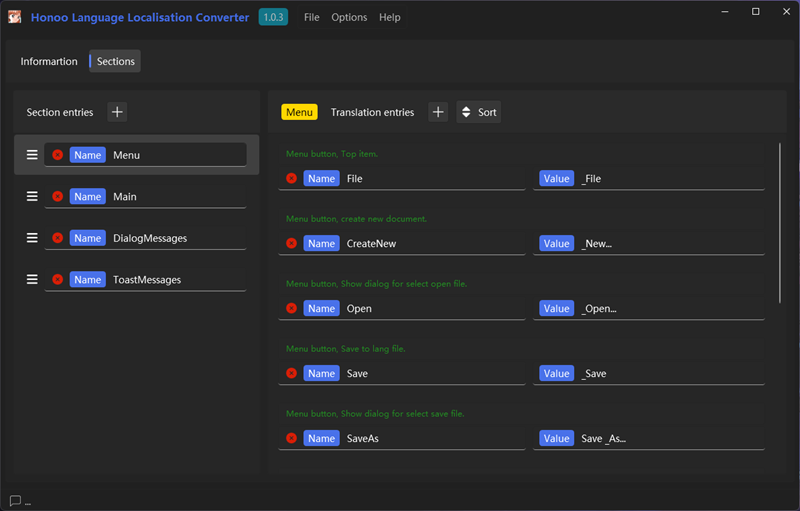 Honoo Language Localisation Converter 1.0.3 File Options Help
Informartion Sections
Section entries
Name Menu
Name Main
Name DialogMessages
Name ToastMessages
Menu Translation entries Sort
Menu button, Top item.
Name File Value _File
Menu button, create new document.
Name CreateNew Value _New...
Menu button, Show dialog for select open file.
Name Open Value _Open...
Menu button, Save to lang file.
Name Save Value _Save
Menu button, Show dialog for select save file.
Name SaveAs Value Save _As...
...